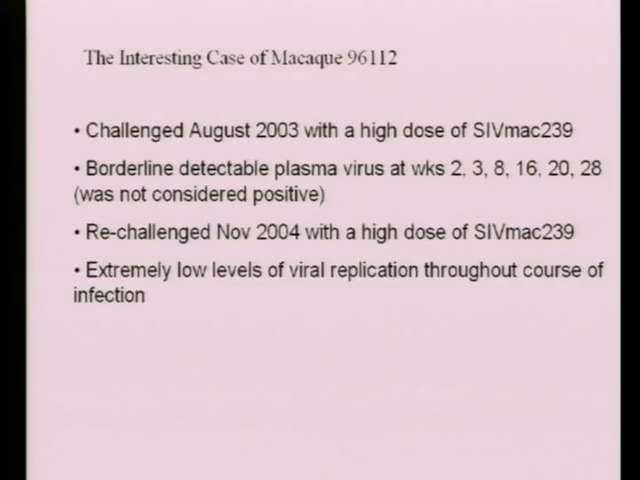 The Interesting Case of Macaque 96112
• Challenged August 2003 with a high dose of SIVmac239
• Borderline detectable plasma virus at wks 2, 3, 8, 16, 20, 28
(was not considered positive)
• Re-challenged Nov 2004 with a high dose of SIVmac239
• Extremely low levels of viral replication throughout course of
infection